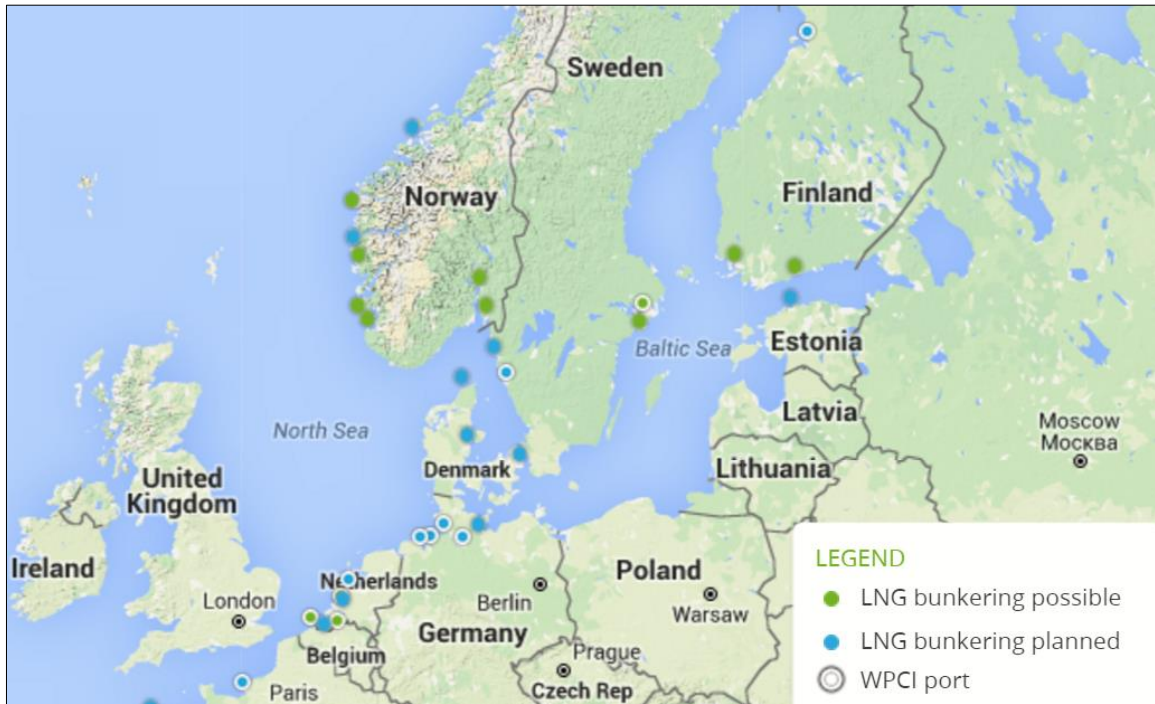 Sweden
Norway
Finland
Baltic Sea
Estonia
Latvia
Moscow
Москва
North Sea
Denmark
Lithuania
United
Kingdom
Ireland
London
Netherlands
Berlin
Poland
Warsaw
Germany
Belgium
Prague
Paris
Czech Rep
LEGEND
LNG bunkering possible
LNG bunkering planned
WPCI port